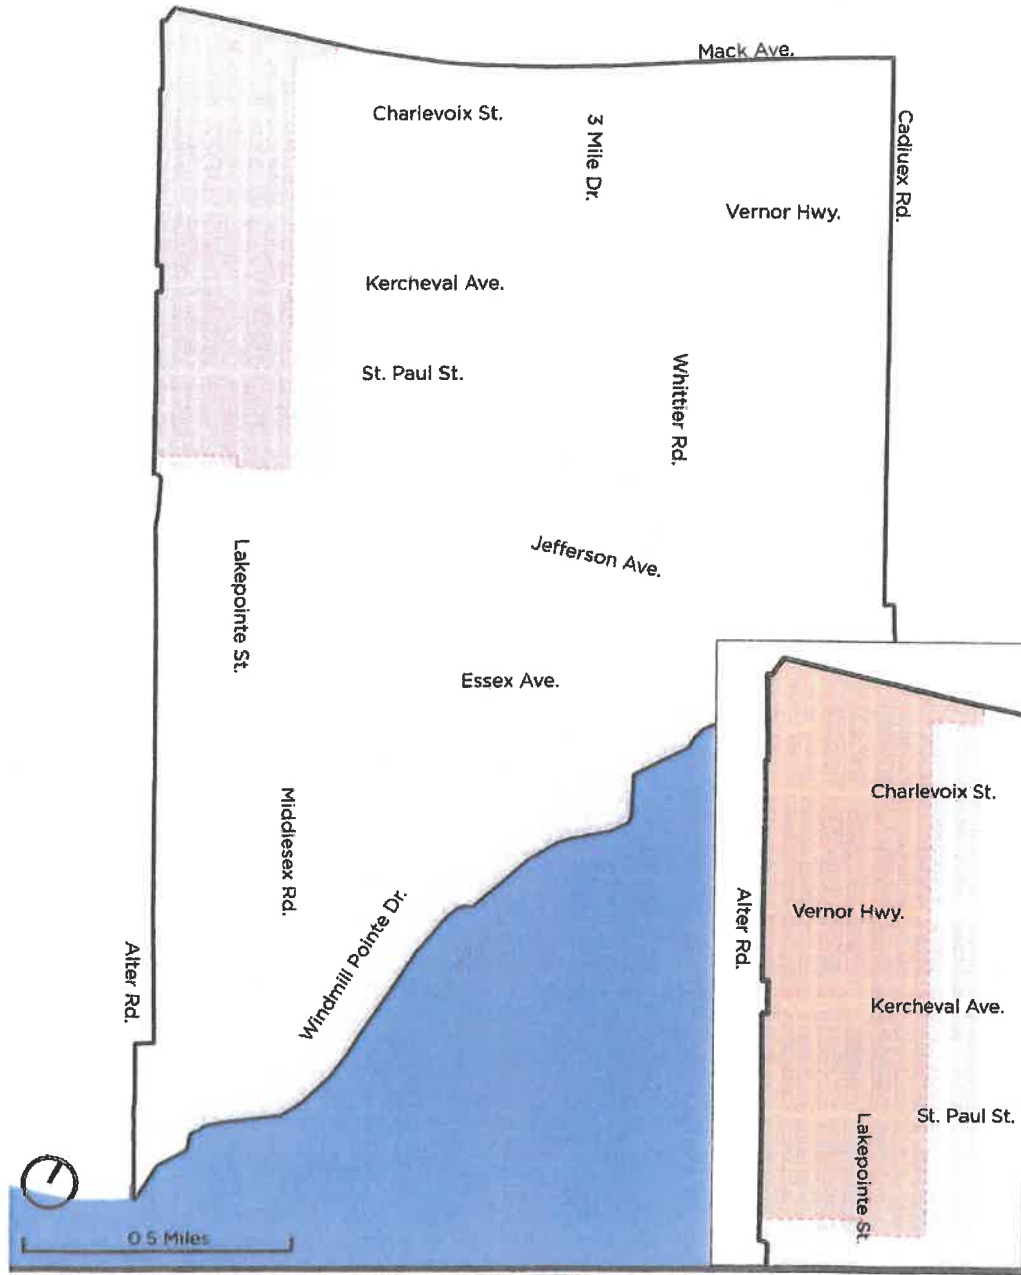 Mack Ave.
Charlevoix St.
3 Mile Dr.
Cadiuex Rd.
Vernor Hwy.
Kercheval Ave.
St. Paul St.
Whittier Rd.
Jefferson Ave.
Lakepointe St.
Essex Ave.
Middlesex Rd.
Windmill Pointe Dr.
Alter Rd.
0.5 Miles
Charlevoix St.
Alter Rd.
Vernor Hwy.
Kercheval Ave.
Lakepointe St.
St. Paul St.